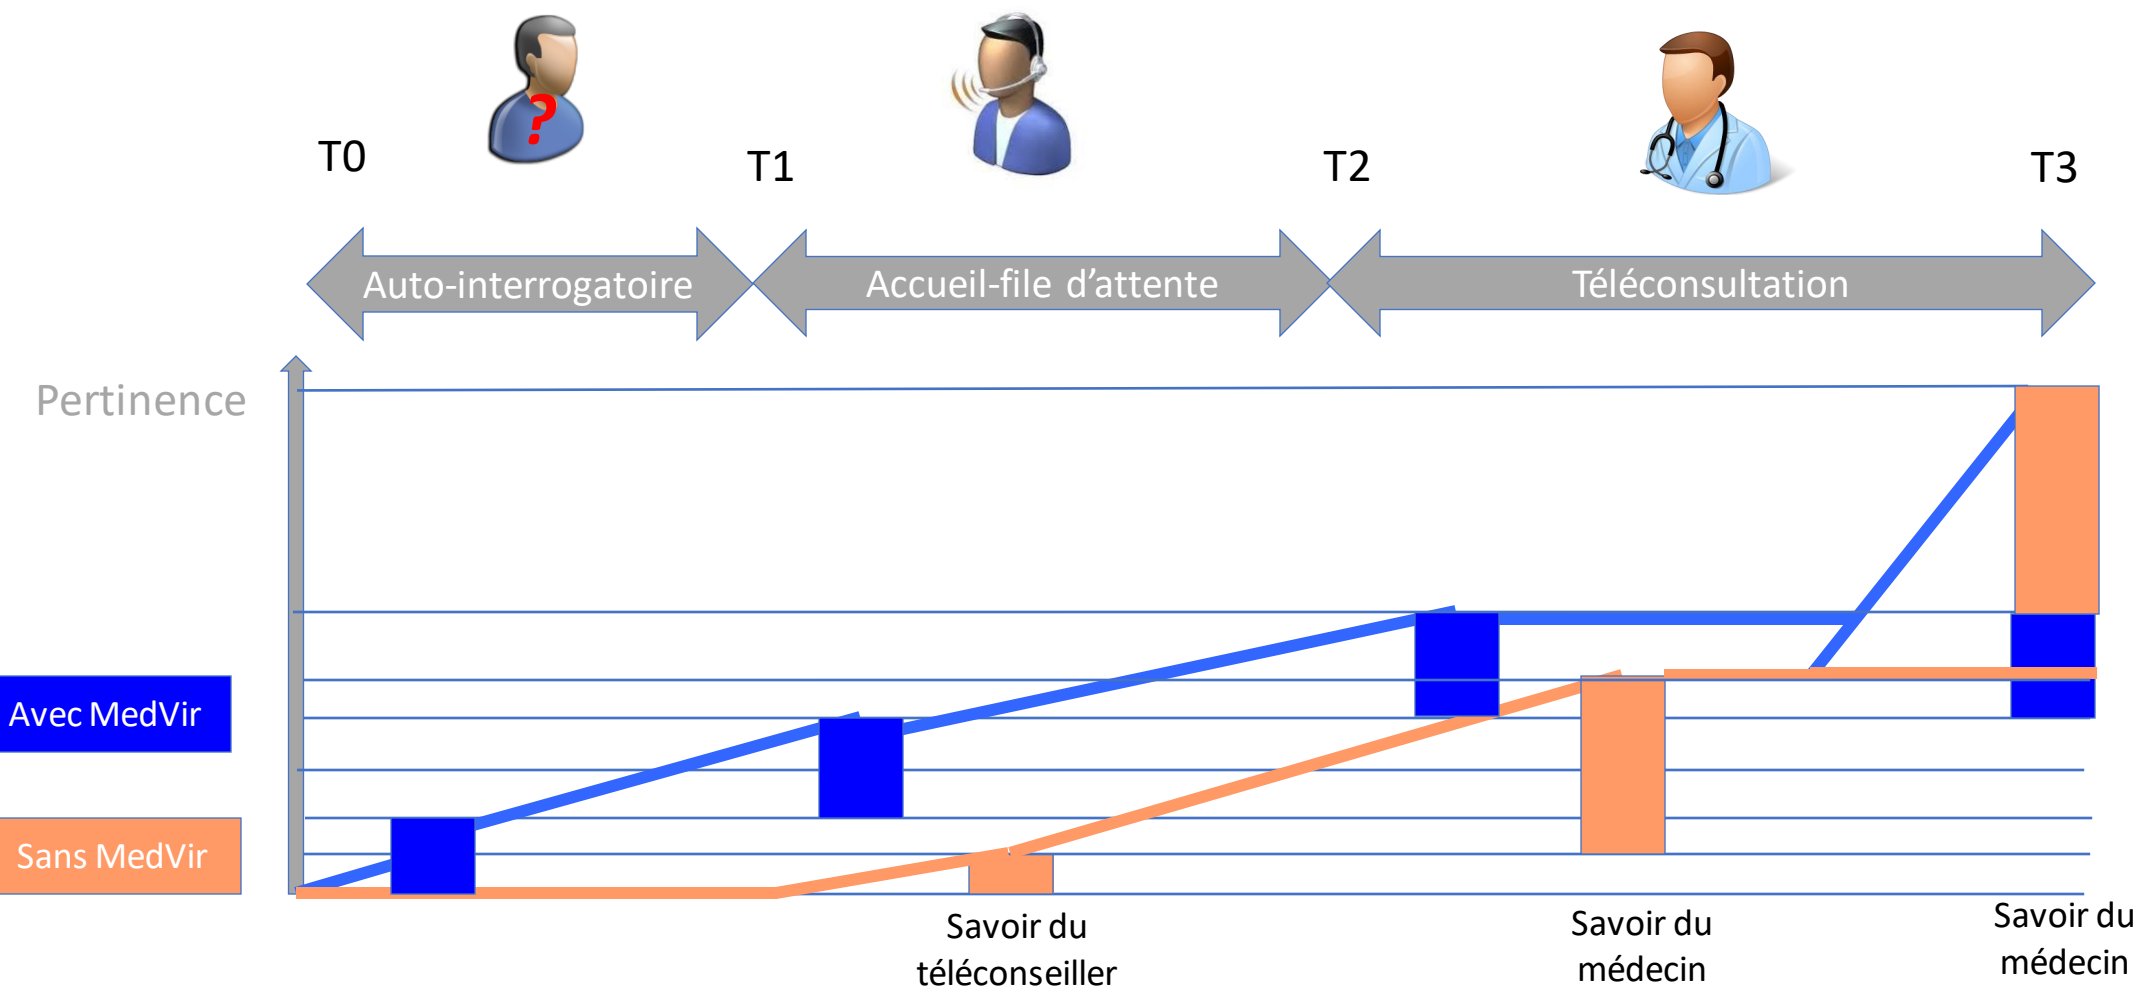 ?
T0
T1
T2
T3
Auto-interrogatoire
Accueil-file d’attente
Téléconsultation
Pertinence
Avec MedVir
Sans MedVir
Savoir du
téléconseiller
Savoir du
médecin
Savoir du
médecin